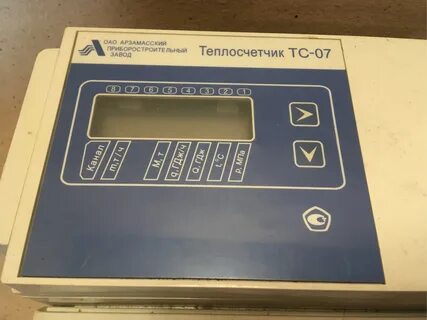 ОАО АРЗАМАССКИЙ
ПРИБОРОСТРОИТЕЛЬНЫЙ
ЗАВОД
Теплосчетчик ТС-07
8 7 6 5 4 3 2 1
Канал
m,т/ч
M,т
q,ГДж/ч
Q,ГДж
t,°C
p,МПа